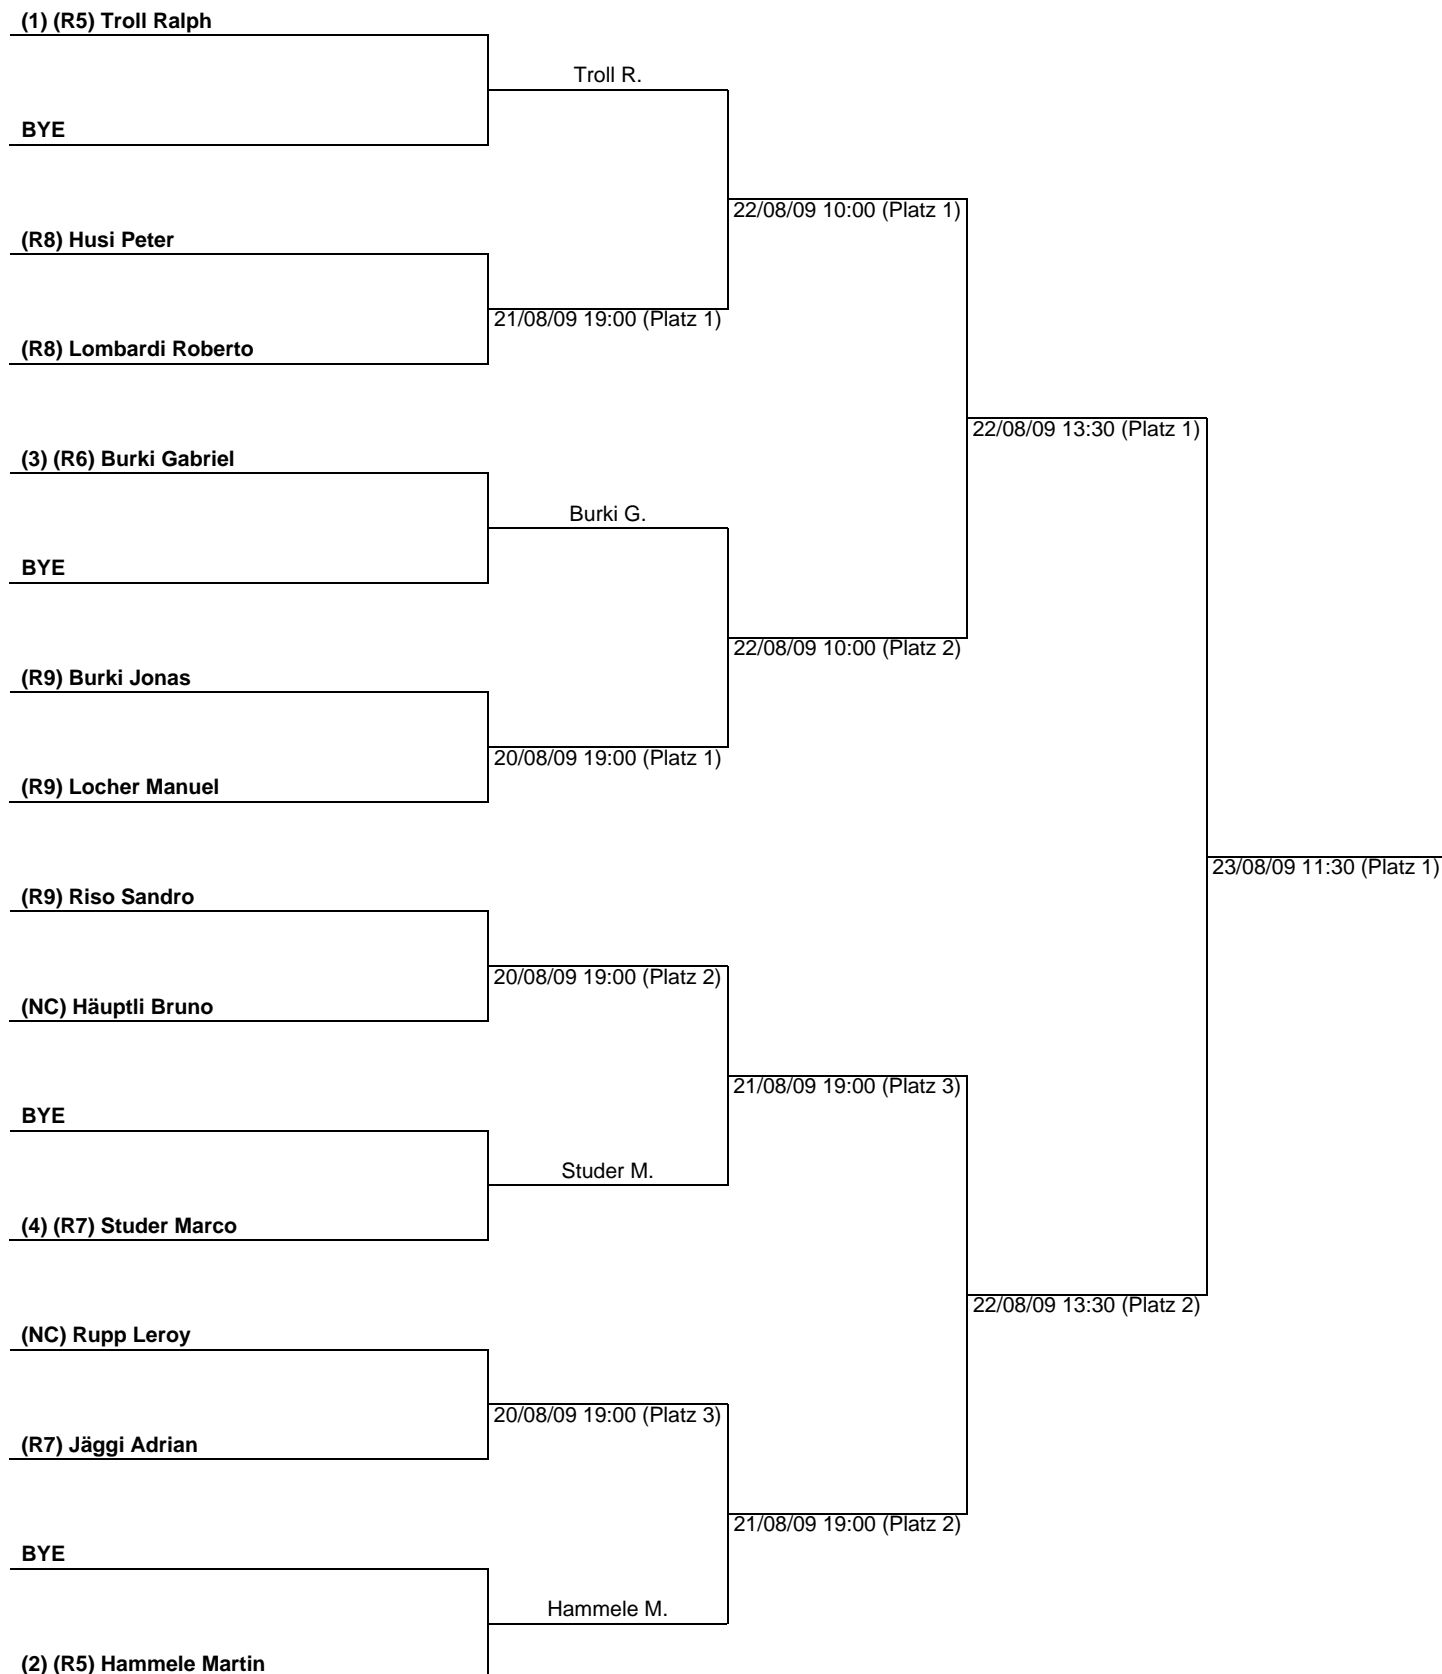 (1) (R5) Troll Ralph
Troll R.
BYE
22/08/09 10:00 (Platz 1)
(R8) Husi Peter
21/08/09 19:00 (Platz 1)
(R8) Lombardi Roberto
22/08/09 13:30 (Platz 1)
(3) (R6) Burki Gabriel
Burki G.
BYE
22/08/09 10:00 (Platz 2)
(R9) Burki Jonas
20/08/09 19:00 (Platz 1)
(R9) Locher Manuel
23/08/09 11:30 (Platz 1)
(R9) Riso Sandro
20/08/09 19:00 (Platz 2)
(NC) Häuptli Bruno
21/08/09 19:00 (Platz 3)
BYE
Studer M.
(4) (R7) Studer Marco
22/08/09 13:30 (Platz 2)
(NC) Rupp Leroy
20/08/09 19:00 (Platz 3)
(R7) Jäggi Adrian
21/08/09 19:00 (Platz 2)
BYE
Hammele M.
(2) (R5) Hammele Martin